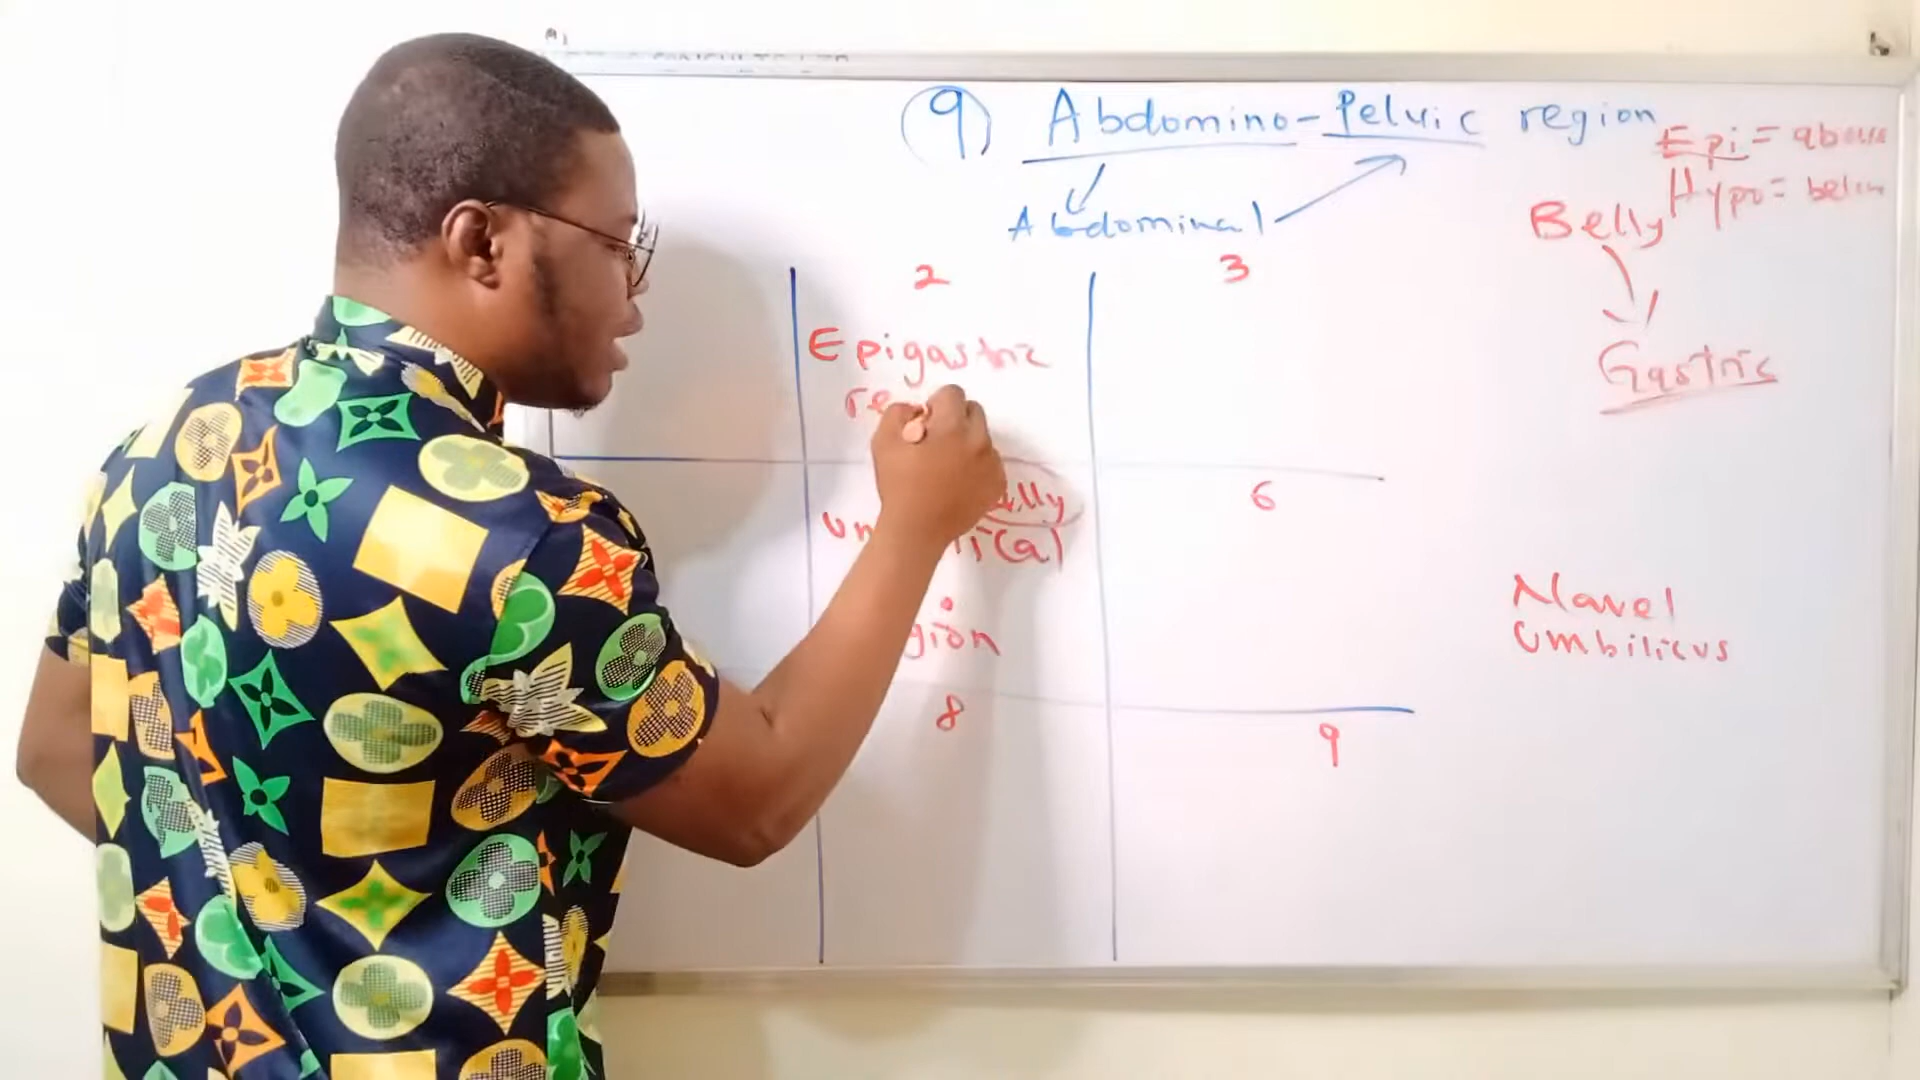 9 Abdomino-Pelvic region
Epi = above
Hypo = below
Abdominal
Belly
2
3
Epigastric
Gastric
6
Navel
Umbilicus
8
9